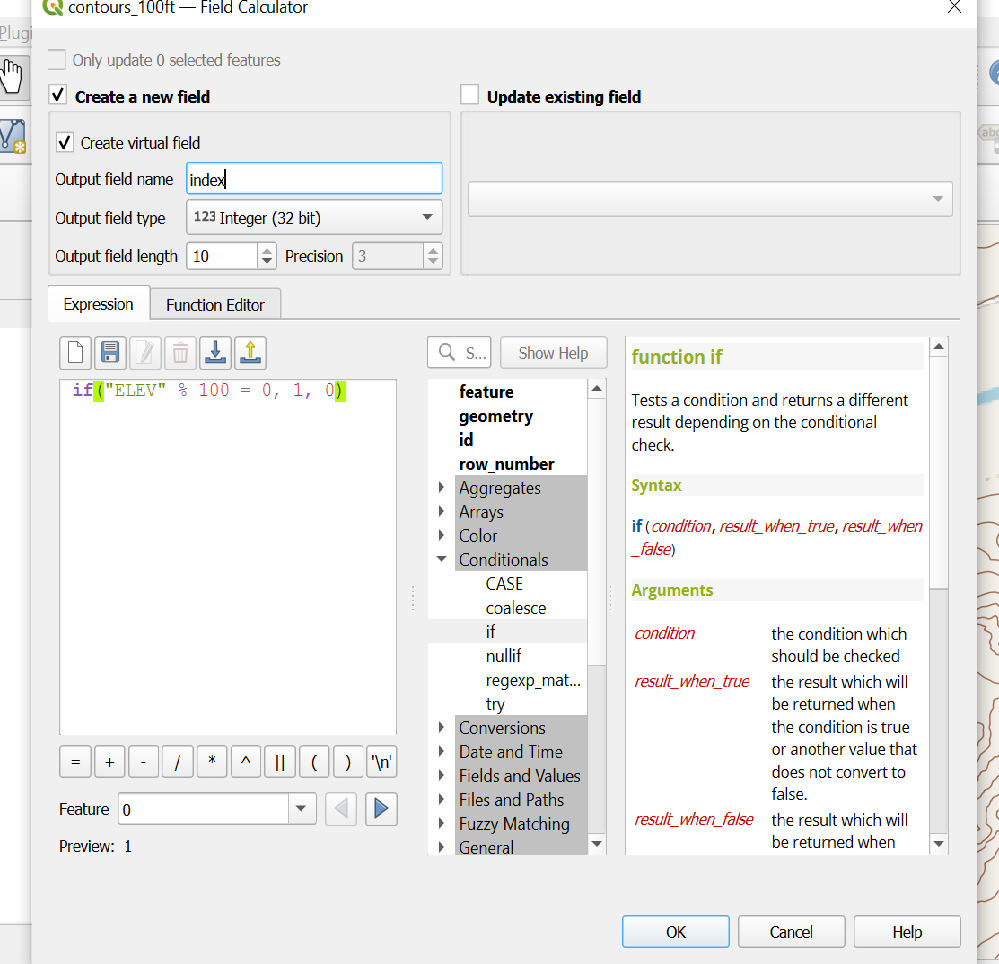 contours_100ft — Field Calculator
Plugi
Only update 0 selected features
Create a new field
Update existing field
Create virtual field
Output field name index
Output field type 123 Integer (32 bit)
Output field length 10 Precision 3
Expression Function Editor
S... Show Help
if("ELEV" % 100 = 0, 1, 0)
feature
geometry
id
row_number
Aggregates
Arrays
Color
Conditionals
CASE
coalesce
if
nullif
regexp_mat...
try
Conversions
Date and Time
Fields and Values
Files and Paths
Fuzzy Matching
General
function if
Tests a condition and returns a different
result depending on the conditional
check.
Syntax
if (condition, result_when_true, result_when
_false)
Arguments
condition the condition which
should be checked
result_when_true the result which will
be returned when
the condition is true
or another value that
does not convert to
false.
result_when_false the result which will
be returned when
= + - / * ^ || ( ) '\n'
Feature 0
Preview: 1
OK Cancel Help
abc